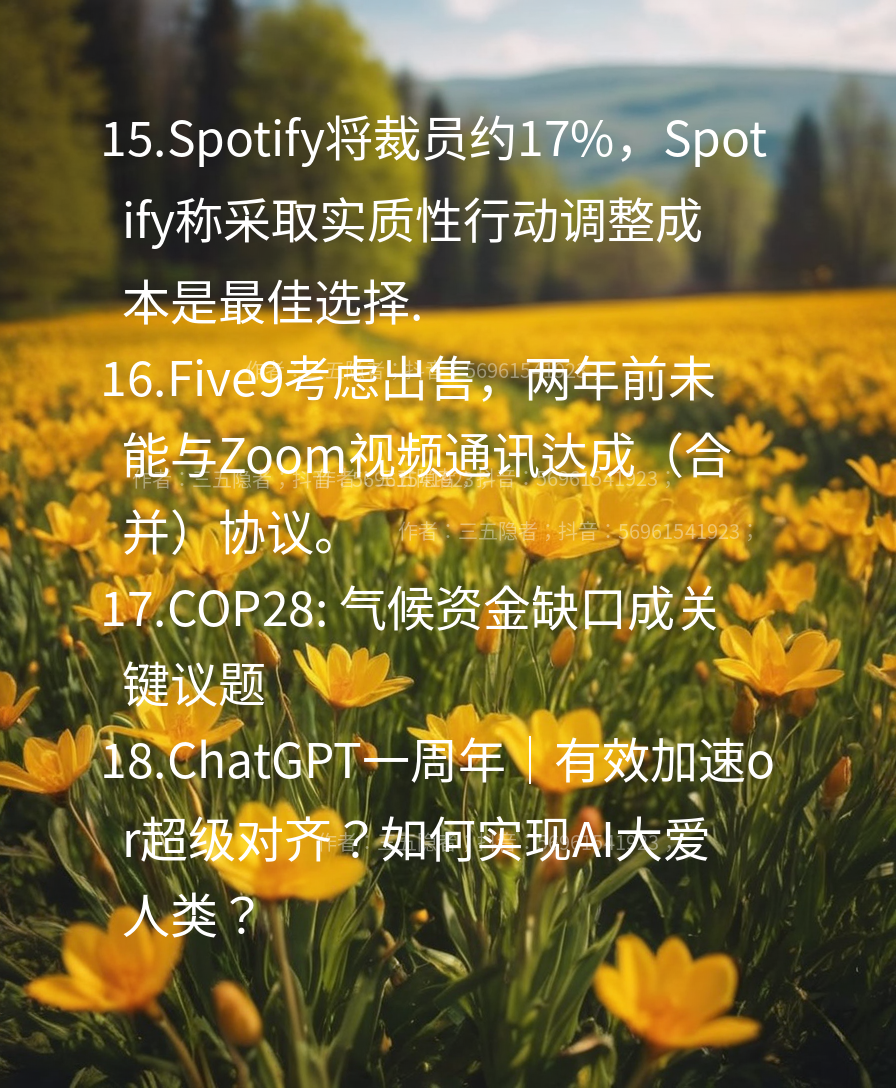 15.Spotify将裁员约17%，Spot
ify称采取实质性行动调整成
本是最佳选择.
16.Five9考虑出售，两年前未
能与Zoom视频通讯达成（合
并）协议。
作者：三五隐者；抖音：56961541923；
17.COP28: 气候资金缺口成关
键议题
18.ChatGPT一周年｜有效加速o
r超级对齐？如何实现AI大爱
人类？